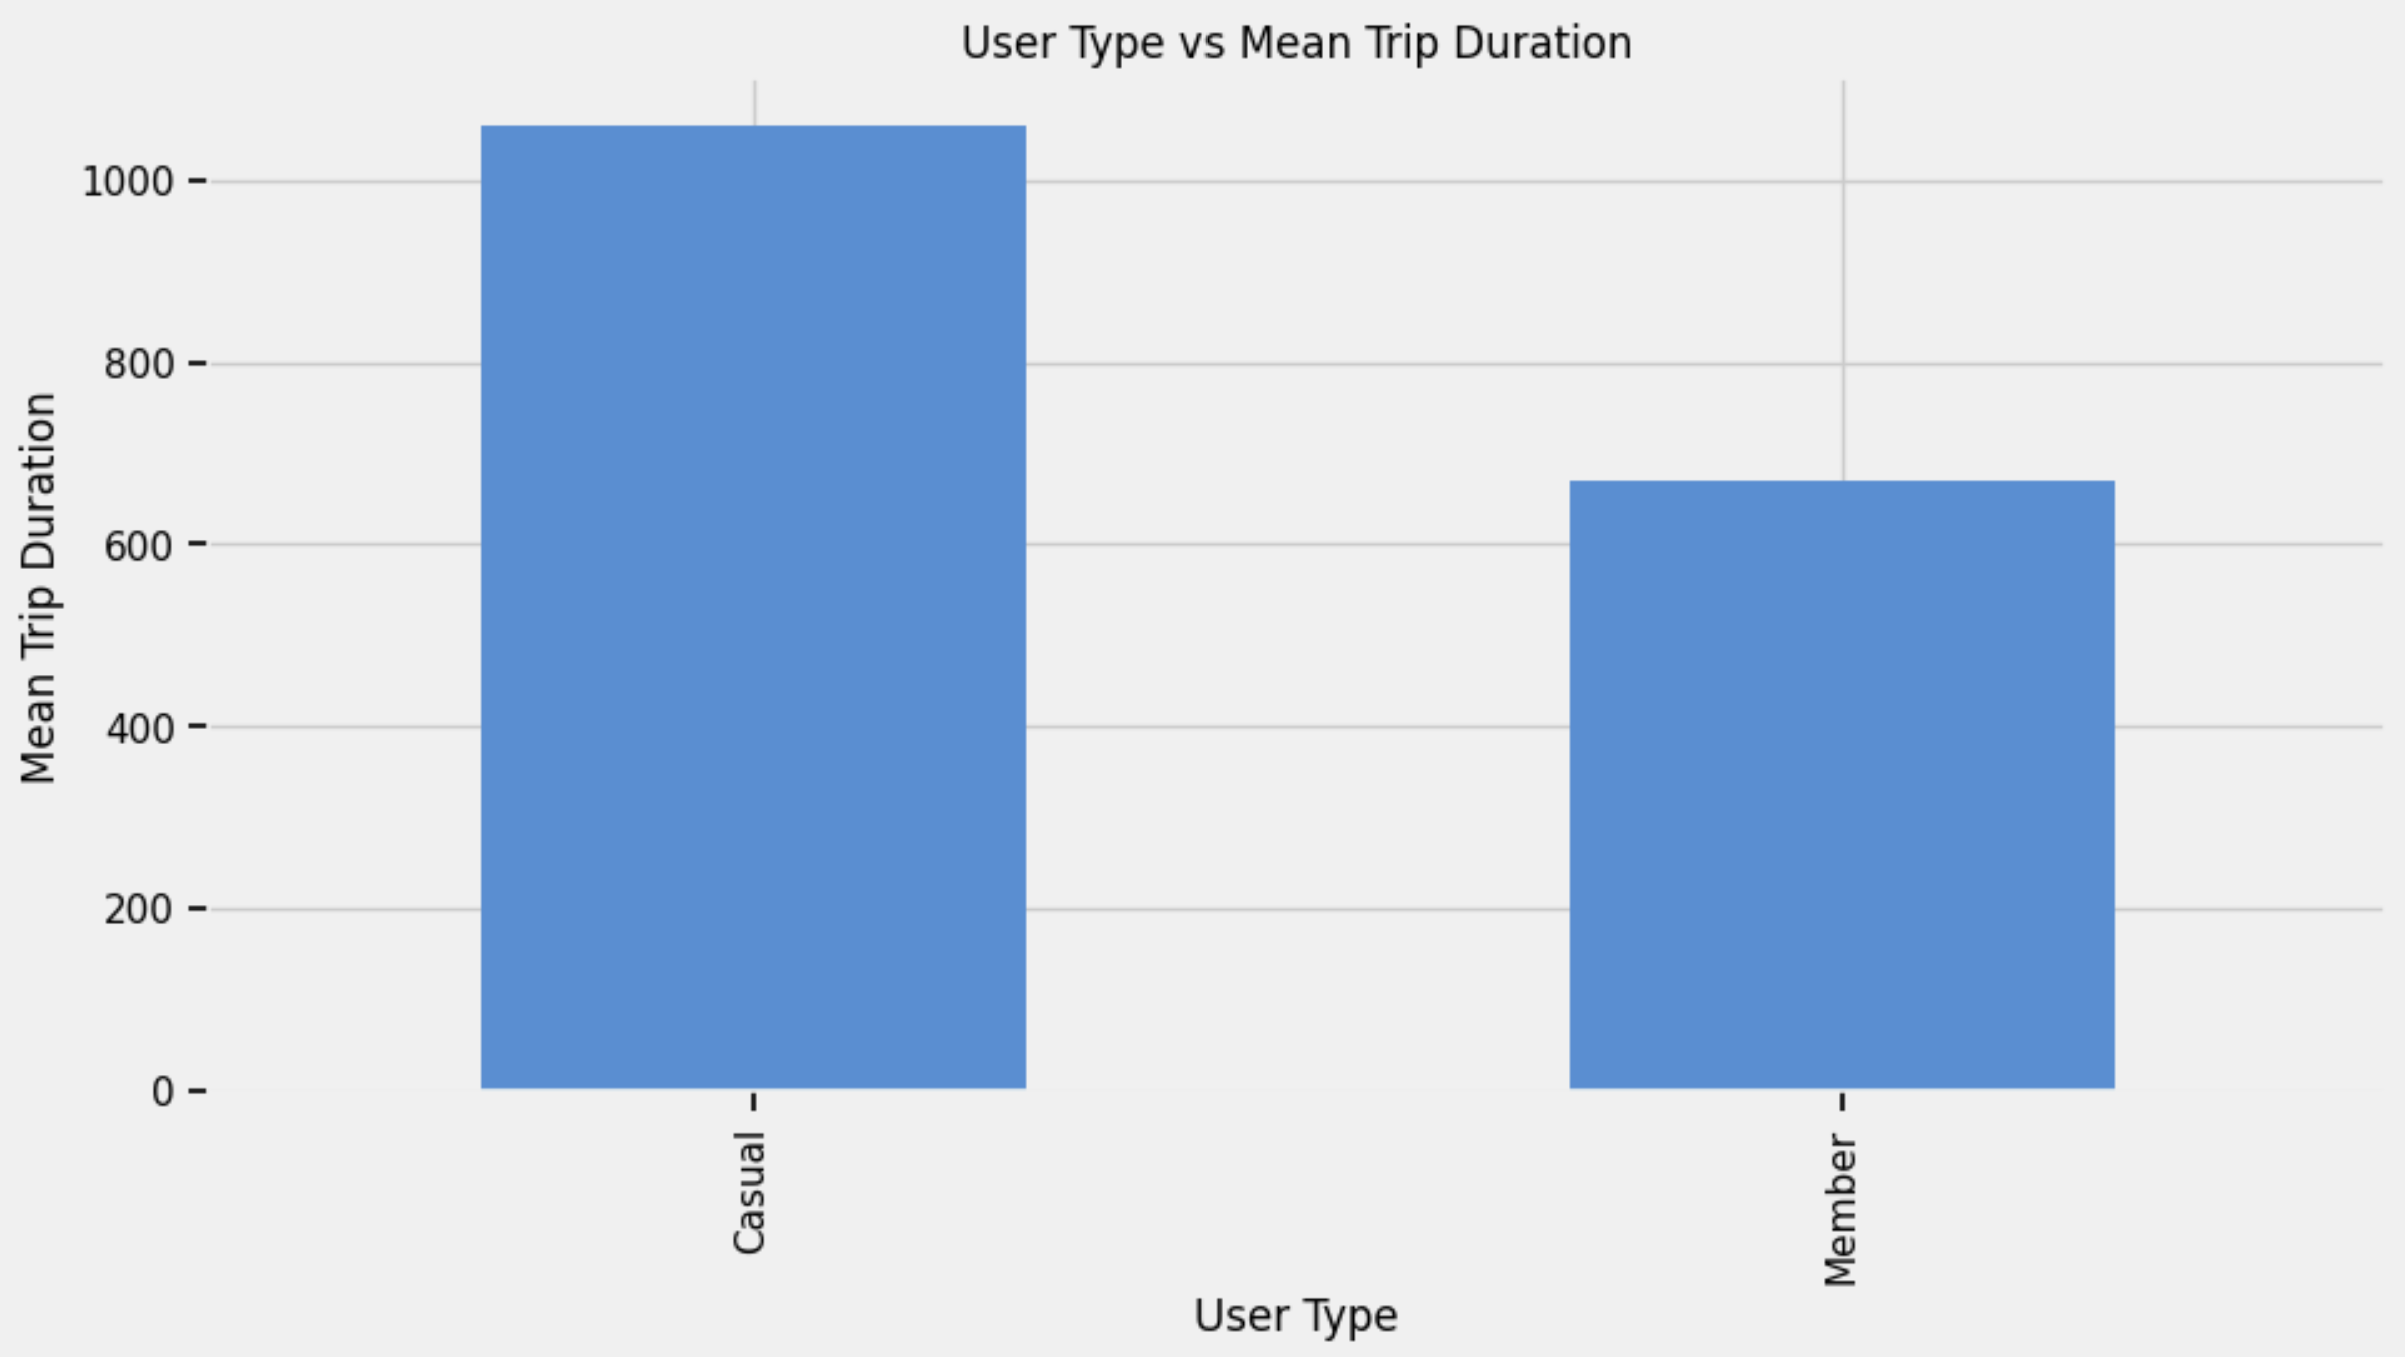 User Type vs Mean Trip Duration
Mean Trip Duration
1000
800
600
400
200
0
Casual
Member
User Type